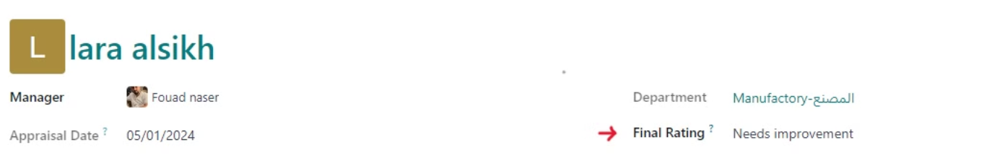 L
lara alsikh
Manager Fouad naser
Department Manufactory-المصنع
Appraisal Date ? 05/01/2024
Final Rating ? Needs improvement